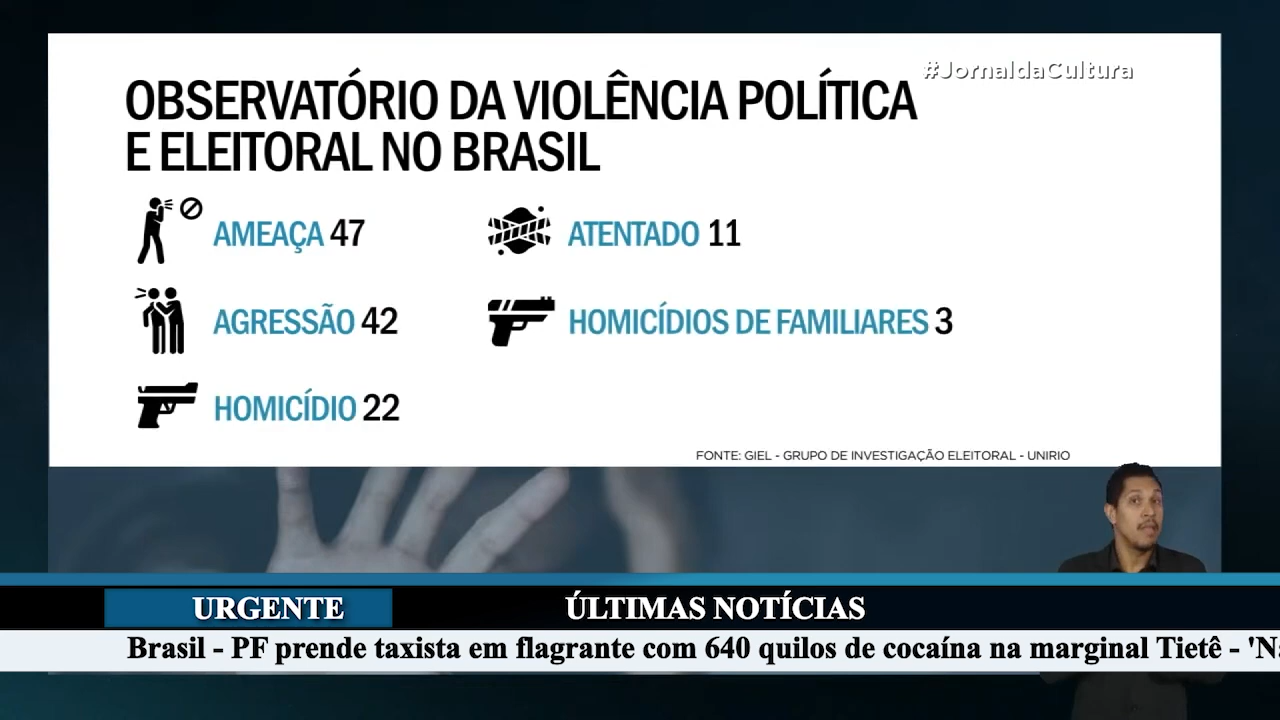 #JornaldaCultura
OBSERVATÓRIO DA VIOLÊNCIA POLÍTICA
E ELEITORAL NO BRASIL
AMEAÇA 47
ATENTADO 11
AGRESSÃO 42
HOMICÍDIOS DE FAMILIARES 3
HOMICÍDIO 22
FONTE: GIEL - GRUPO DE INVESTIGAÇÃO ELEITORAL - UNIRIO
URGENTE
ÚLTIMAS NOTÍCIAS
Brasil - PF prende taxista em flagrante com 640 quilos de cocaína na marginal Tietê -